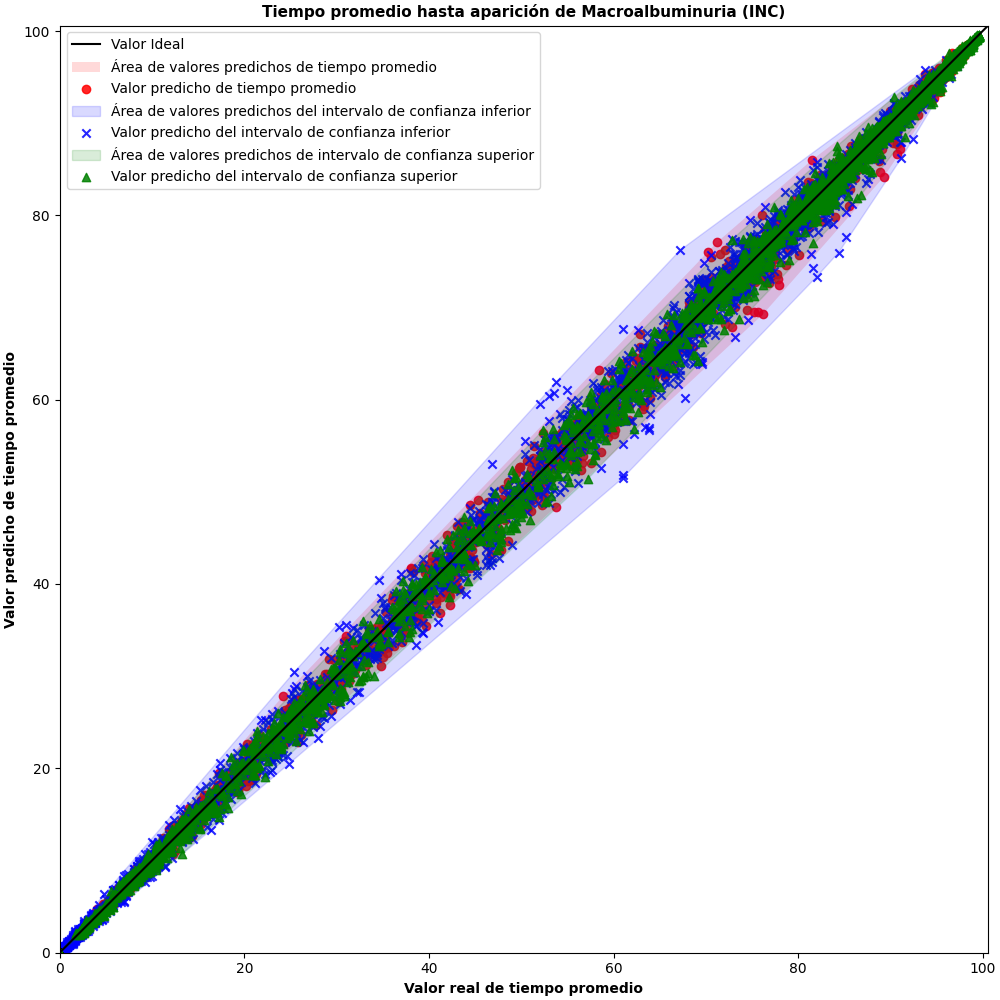 Tiempo promedio hasta aparición de Macroalbuminuria (INC)
Valor Ideal
Área de valores predichos de tiempo promedio
Valor predicho de tiempo promedio
Área de valores predichos del intervalo de confianza inferior
Valor predicho del intervalo de confianza inferior
Área de valores predichos de intervalo de confianza superior
Valor predicho del intervalo de confianza superior
Valor predicho de tiempo promedio
100
80
60
40
20
0
0 20 40 60 80 100
Valor real de tiempo promedio